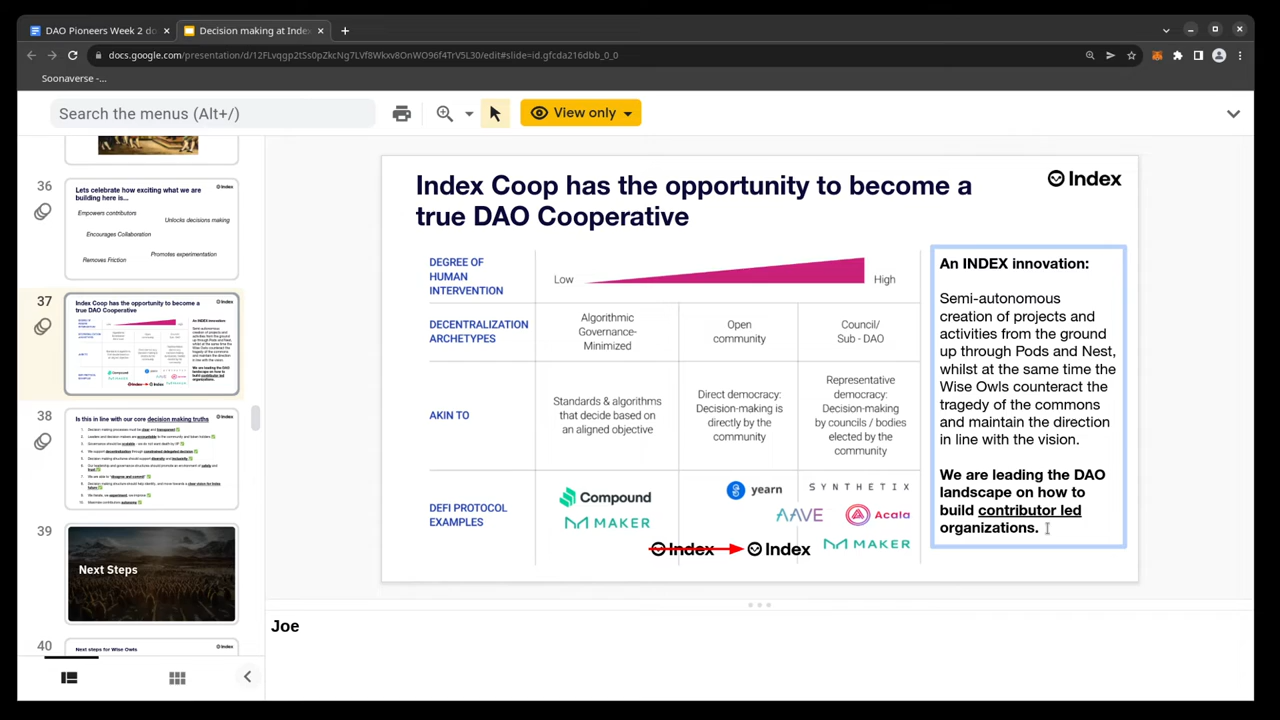 DAO Pioneers Week 2 do
Decision making at Inde
docs.google.com/presentation/d/12FLvqgp2tSs0pZkcNg7LVf8Wkxv8OnWO96f4TrV5L30/edit#slide=id.gfcda216dbb_0_0
Soonaverse -...
Search the menus (Alt+/)
View only
36
Lets celebrate how exciting what we are
building here is...
Index
Empowers contributors
Unlocks decisions making
Encourages Collaboration
Promotes experimentation
Removes Friction
37
Index Coop has the opportunity to become a
true DAO Cooperative
Index
38
Is this in line with our core decision making truths
Index
39
Next Steps
40
Next steps for Wise Owls
Index
Index Coop has the opportunity to become a
true DAO Cooperative
Index
DEGREE OF
HUMAN
INTERVENTION
Low
High
DECENTRALIZATION
ARCHETYPES
Algorithmic
Governance-
Minimized
Open
community
Council/
Sub - DAO
AKIN TO
Standards & algorithms
that decide based on
an aligned objective
Direct democracy:
Decision-making is
directly by the
community
Representative
democracy:
Decision-making
by councils / bodies
elected by the
community
DEFI PROTOCOL
EXAMPLES
Compound
MAKER
yearn
SYNTHETIX
AAVE
Acala
Index
Index
MAKER
An INDEX innovation:
Semi-autonomous
creation of projects and
activities from the ground
up through Pods and Nest,
whilst at the same time the
Wise Owls counteract the
tragedy of the commons
and maintain the direction
in line with the vision.
We are leading the DAO
landscape on how to
build contributor led
organizations.
Joe